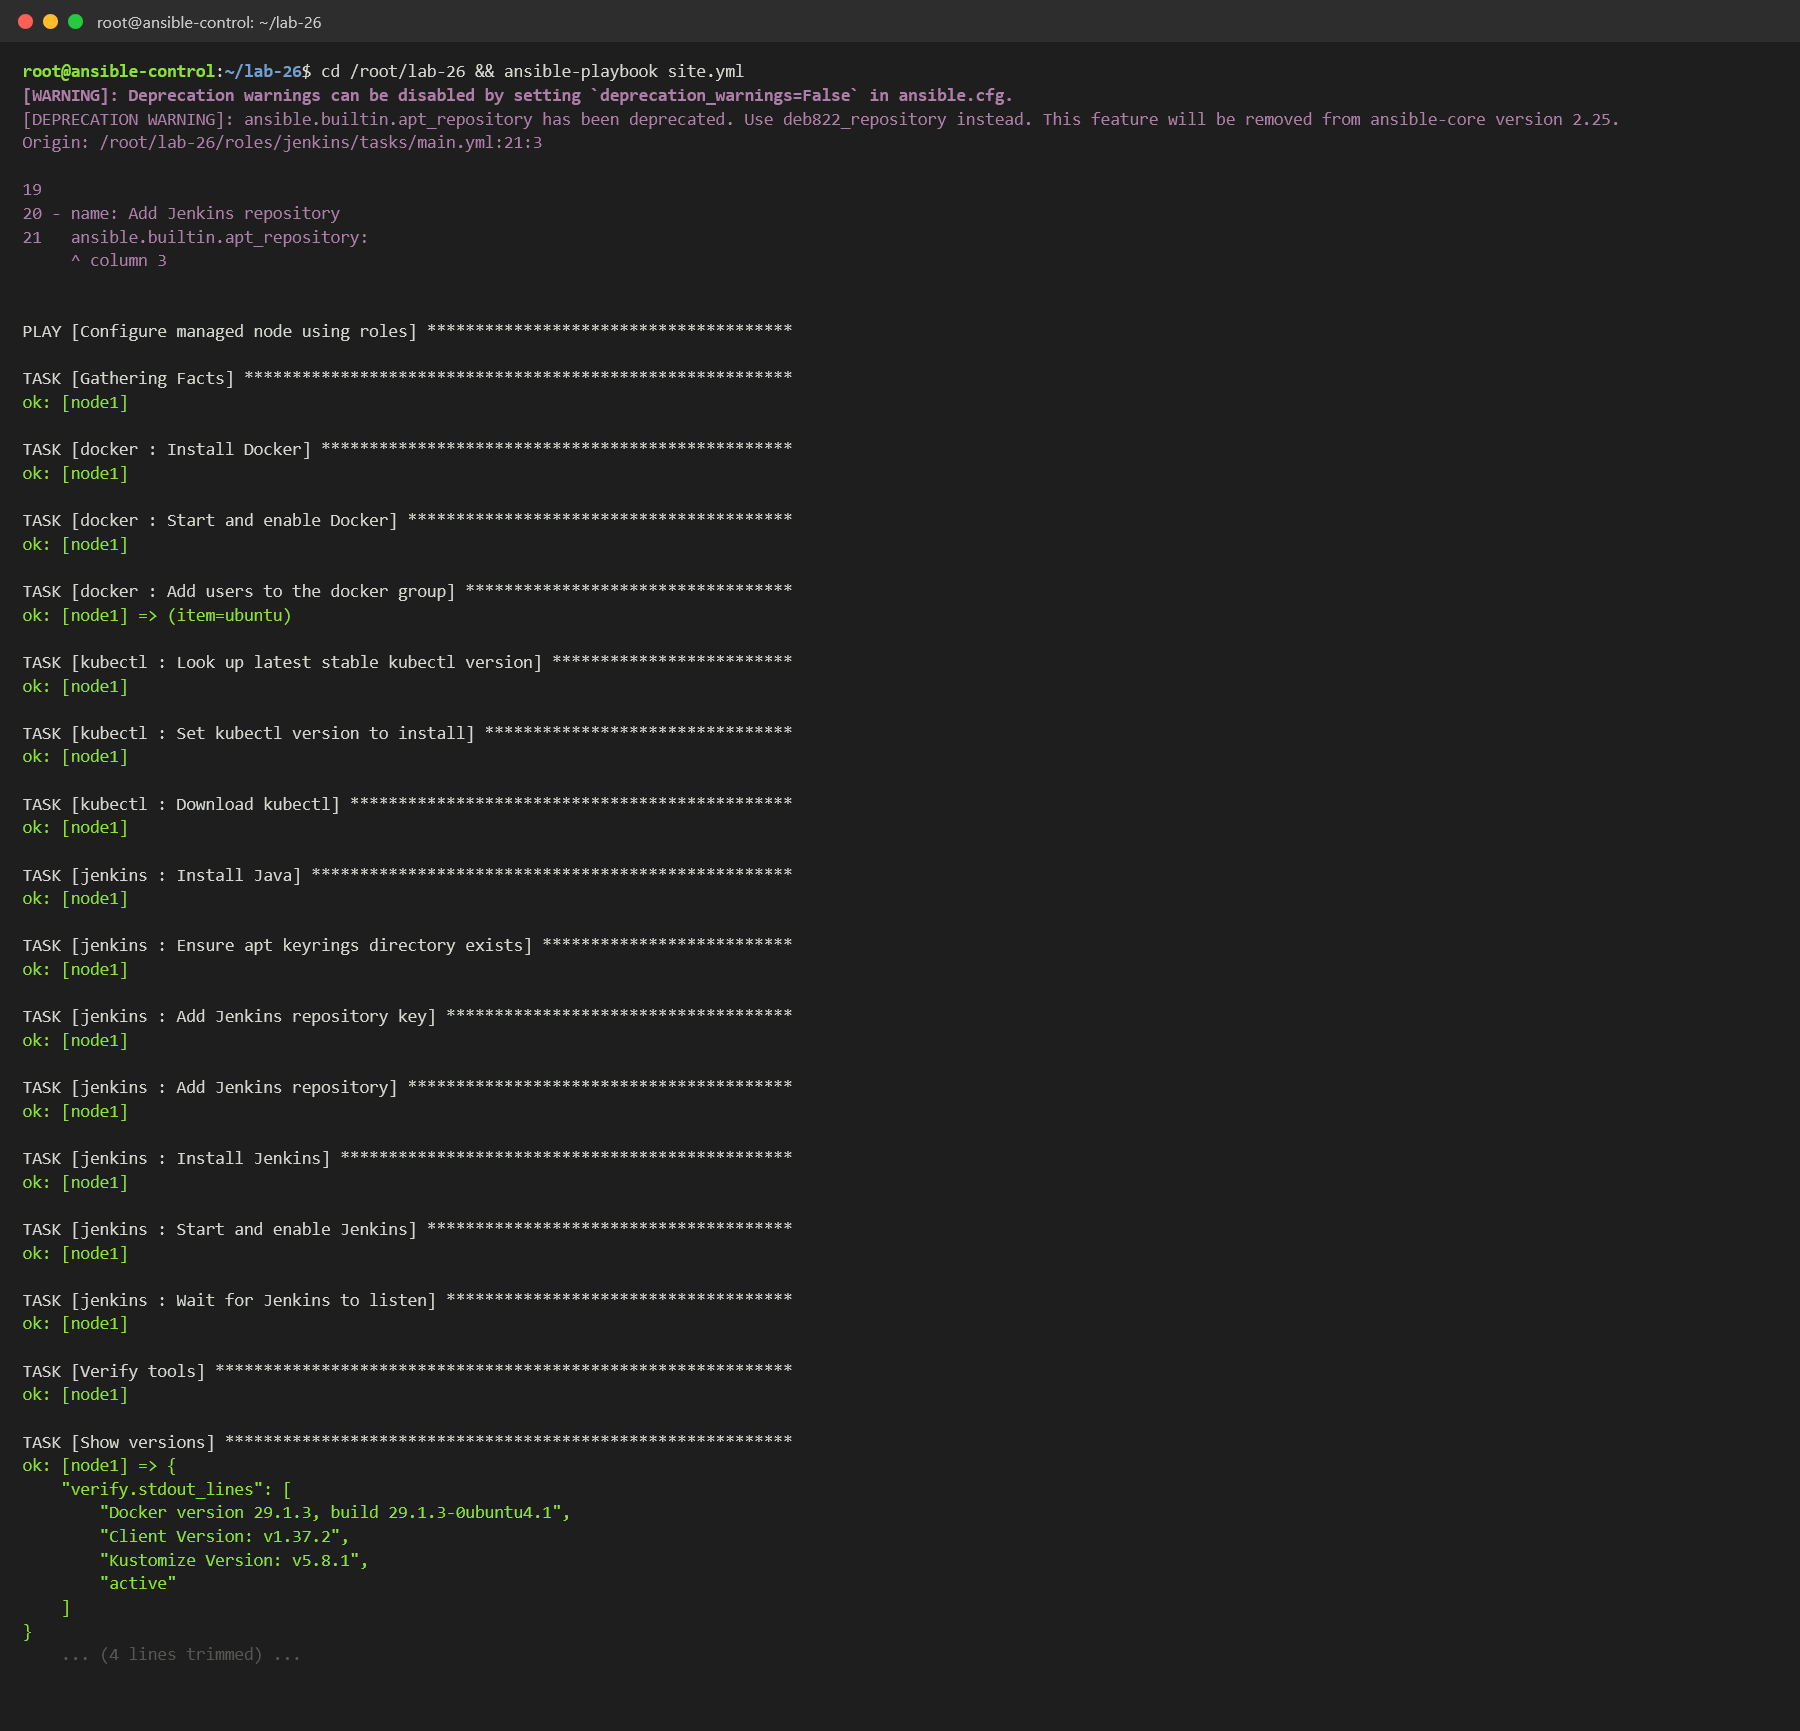 root@ansible-control: ~/lab-26
root@ansible-control:~/lab-26$ cd /root/lab-26 && ansible-playbook site.yml
[WARNING]: Deprecation warnings can be disabled by setting `deprecation_warnings=False` in ansible.cfg.
[DEPRECATION WARNING]: ansible.builtin.apt_repository has been deprecated. Use deb822_repository instead. This feature will be removed from ansible-core version 2.25.
Origin: /root/lab-26/roles/jenkins/tasks/main.yml:21:3

19
20 - name: Add Jenkins repository
21   ansible.builtin.apt_repository:
     ^ column 3

PLAY [Configure managed node using roles] **************************************

TASK [Gathering Facts] *********************************************************
ok: [node1]

TASK [docker : Install Docker] *************************************************
ok: [node1]

TASK [docker : Start and enable Docker] ****************************************
ok: [node1]

TASK [docker : Add users to the docker group] **********************************
ok: [node1] => (item=ubuntu)

TASK [kubectl : Look up latest stable kubectl version] *************************
ok: [node1]

TASK [kubectl : Set kubectl version to install] ********************************
ok: [node1]

TASK [kubectl : Download kubectl] **********************************************
ok: [node1]

TASK [jenkins : Install Java] **************************************************
ok: [node1]

TASK [jenkins : Ensure apt keyrings directory exists] **************************
ok: [node1]

TASK [jenkins : Add Jenkins repository key] ************************************
ok: [node1]

TASK [jenkins : Add Jenkins repository] ****************************************
ok: [node1]

TASK [jenkins : Install Jenkins] ***********************************************
ok: [node1]

TASK [jenkins : Start and enable Jenkins] **************************************
ok: [node1]

TASK [jenkins : Wait for Jenkins to listen] ************************************
ok: [node1]

TASK [Verify tools] ************************************************************
ok: [node1]

TASK [Show versions] ***********************************************************
ok: [node1] => {
    "verify.stdout_lines": [
        "Docker version 29.1.3, build 29.1.3-0ubuntu4.1",
        "Client Version: v1.37.2",
        "Kustomize Version: v5.8.1",
        "active"
    ]
}
    ... (4 lines trimmed) ...